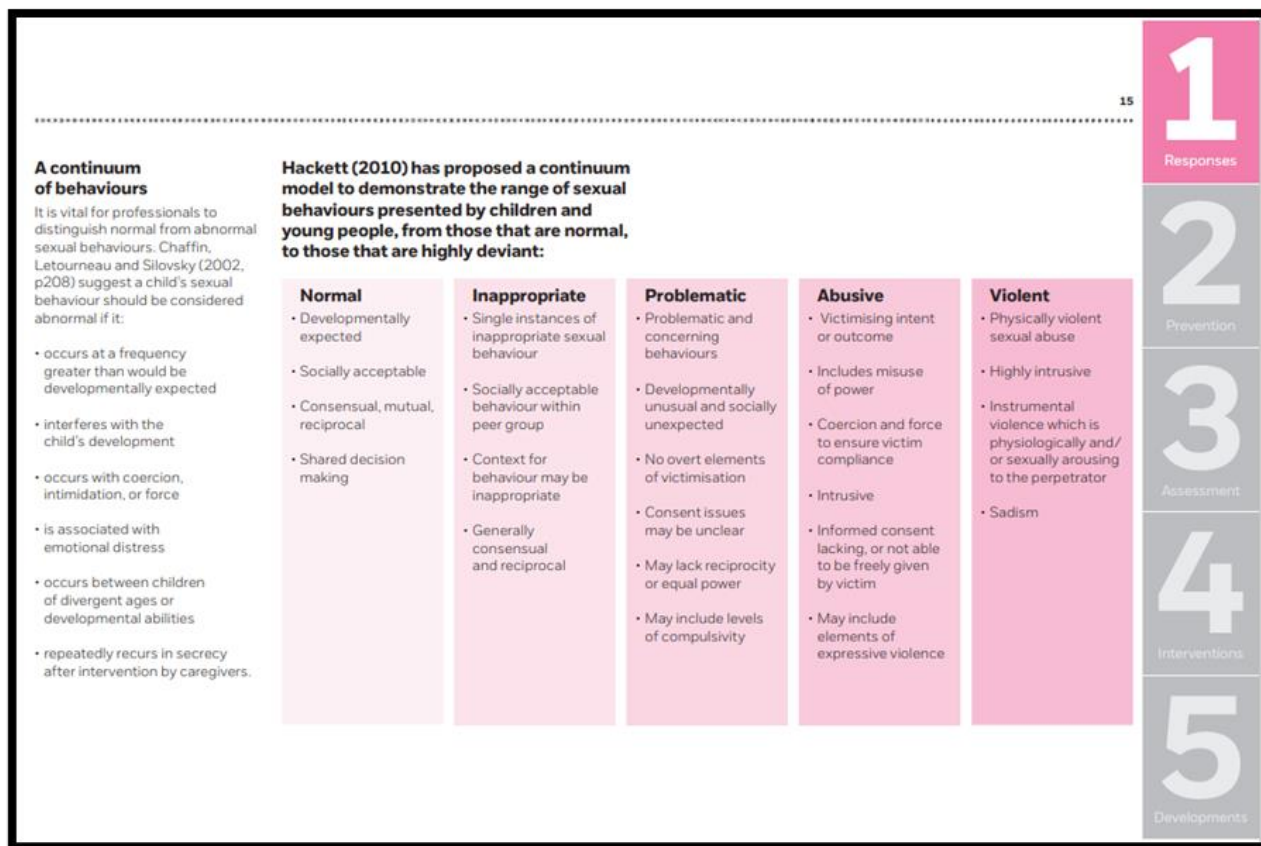 15
A continuum
of behaviours
It is vital for professionals to
distinguish normal from abnormal
sexual behaviours. Chaffin,
Letourneau and Silovsky (2002,
p208) suggest a child's sexual
behaviour should be considered
abnormal if it:
• occurs at a frequency
greater than would be
developmentally expected
• interferes with the
child's development
• occurs with coercion,
intimidation, or force
• is associated with
emotional distress
• occurs between children
of divergent ages or
developmental abilities
• repeatedly recurs in secrecy
after intervention by caregivers.
Hackett (2010) has proposed a continuum
model to demonstrate the range of sexual
behaviours presented by children and
young people, from those that are normal,
to those that are highly deviant:
Normal
• Developmentally
expected
• Socially acceptable
• Consensual, mutual,
reciprocal
• Shared decision
making
Inappropriate
• Single instances of
inappropriate sexual
behaviour
• Socially acceptable
behaviour within
peer group
• Context for
behaviour may be
inappropriate
• Generally
consensual
and reciprocal
Problematic
• Problematic and
concerning
behaviours
• Developmentally
unusual and socially
unexpected
• No overt elements
of victimisation
• Consent issues
may be unclear
• May lack reciprocity
or equal power
• May include levels
of compulsivity
Abusive
• Victimising intent
or outcome
• Includes misuse
of power
• Coercion and force
to ensure victim
compliance
• Intrusive
• Informed consent
lacking, or not able
to be freely given
by victim
• May include
elements of
expressive violence
Violent
• Physically violent
sexual abuse
• Highly intrusive
• Instrumental
violence which is
physiologically and/
or sexually arousing
to the perpetrator
• Sadism
1
Responses
2
Prevention
3
Assessment
4
Interventions
5
Developments